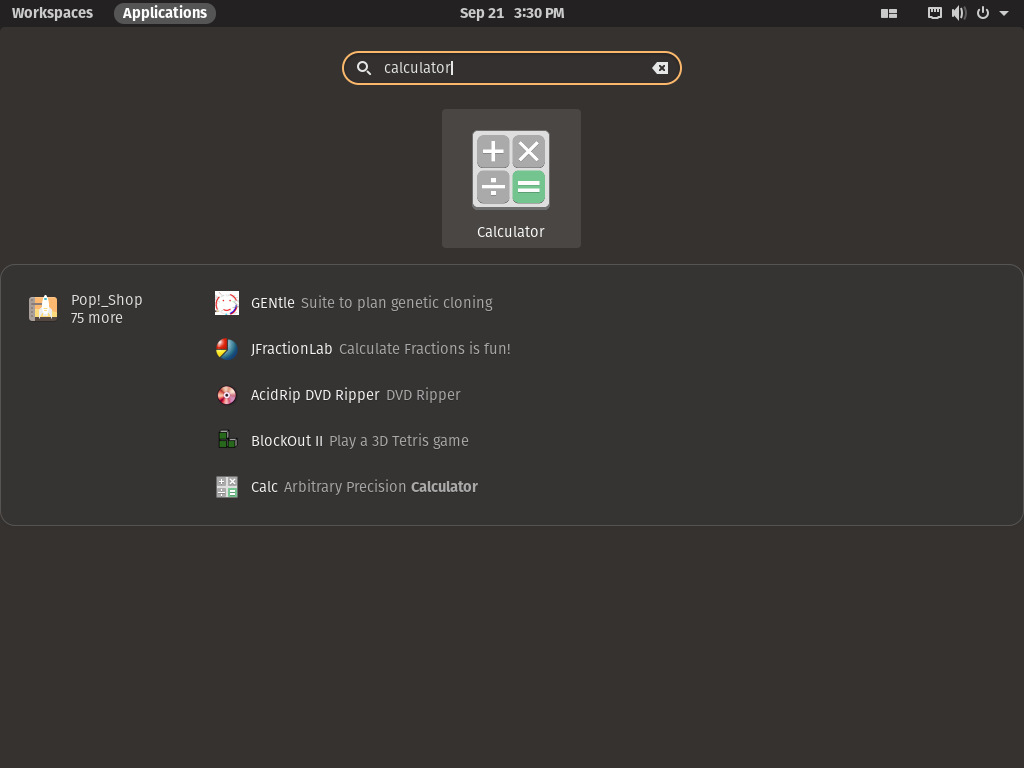 Workspaces Applications Sep 21 3:30 PM
calculator
Calculator
Pop!_Shop
75 more
GENtle Suite to plan genetic cloning
JFractionLab Calculate Fractions is fun!
AcidRip DVD Ripper DVD Ripper
BlockOut II Play a 3D Tetris game
Calc Arbitrary Precision Calculator